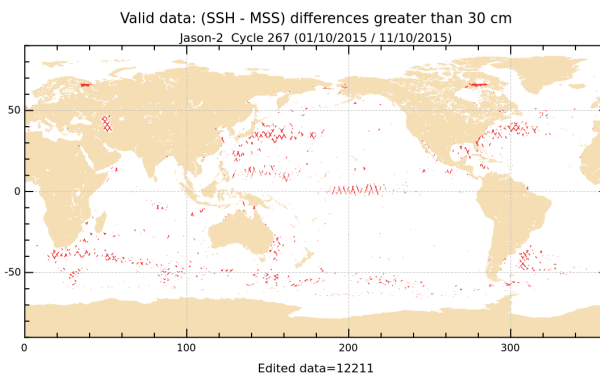 Valid data: (SSH - MSS) differences greater than 30 cm
Jason-2  Cycle 267 (01/10/2015 / 11/10/2015)
50
0
-50
0
100
200
300
Edited data=12211